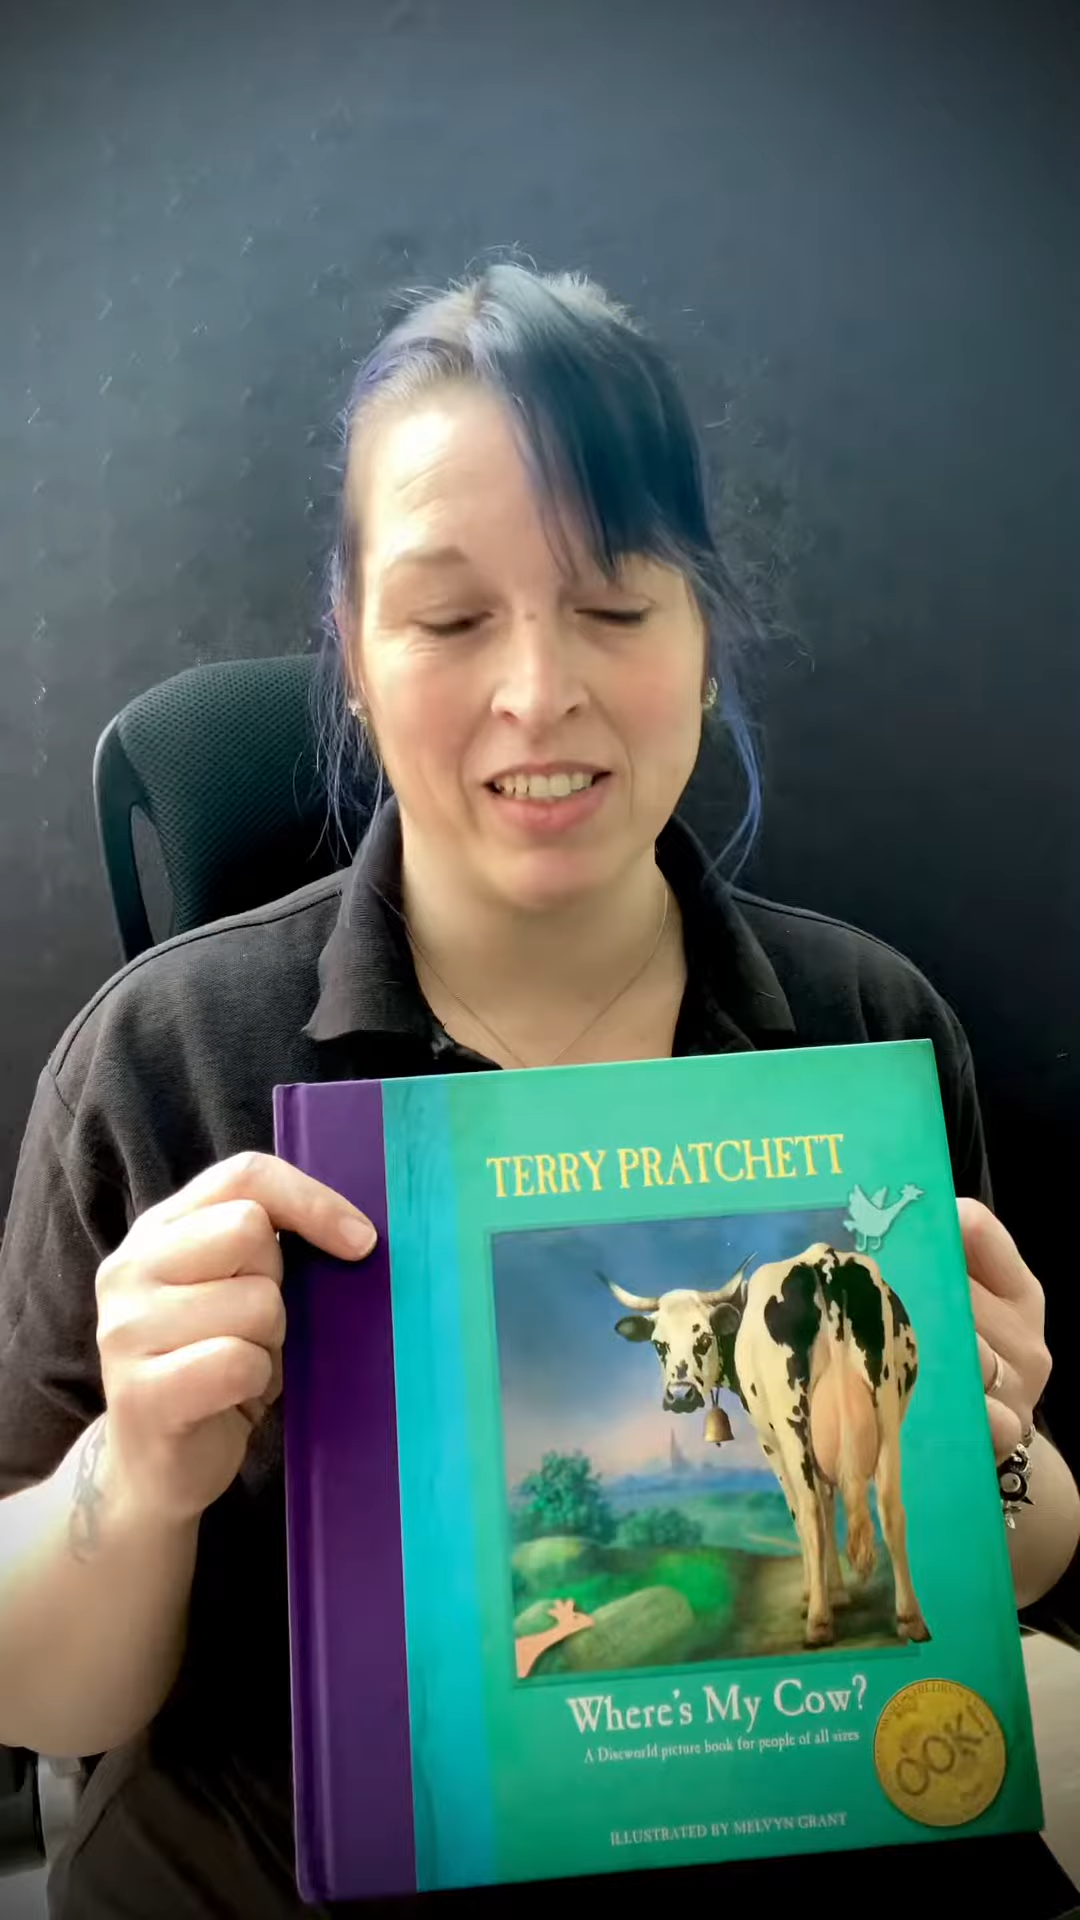 TERRY PRATCHETT
Where's My Cow?
A Discworld picture book for people of all sizes
OOK!
ILLUSTRATED BY MELVYN GRANT